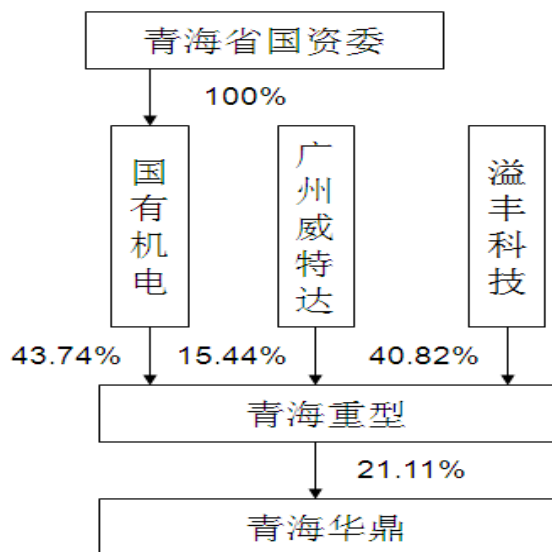 青海省国资委
100%
国有机电
广州威特达
溢丰科技
43.74%
15.44%
40.82%
青海重型
21.11%
青海华鼎